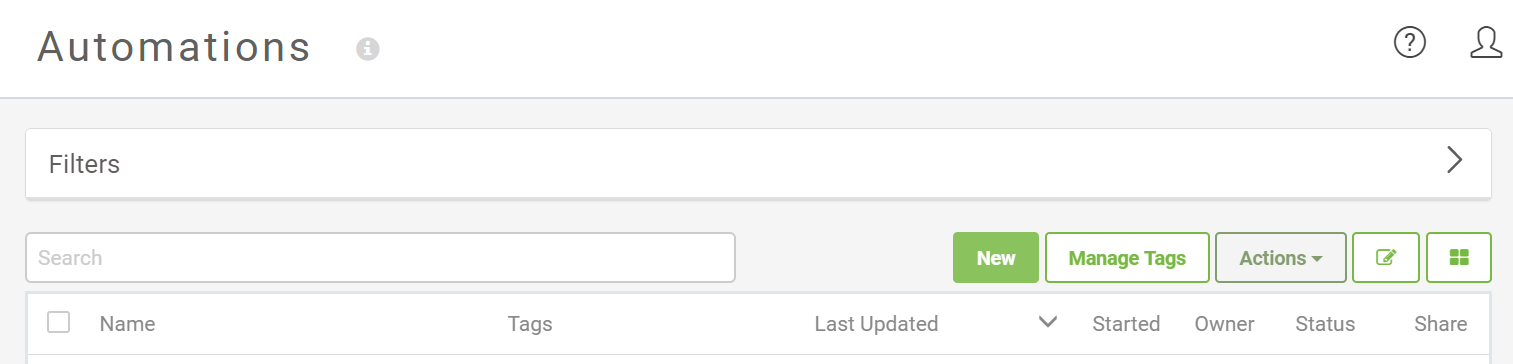 Automations
Filters
Search New Manage Tags Actions
Name Tags Last Updated Started Owner Status Share